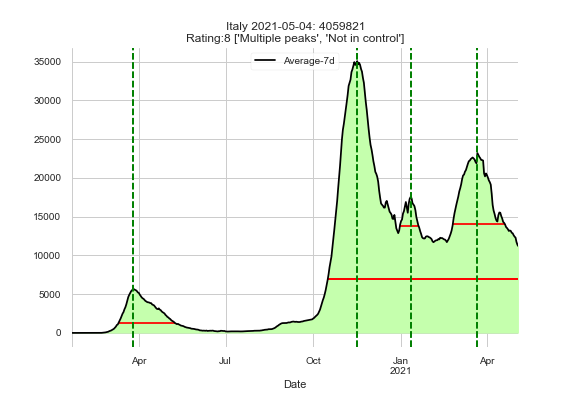 Italy 2021-05-04: 4059821
Rating:8 ['Multiple peaks', 'Not in control']
Average-7d
35000
30000
25000
20000
15000
10000
5000
0
Apr
Jul
Oct
Jan
2021
Apr
Date